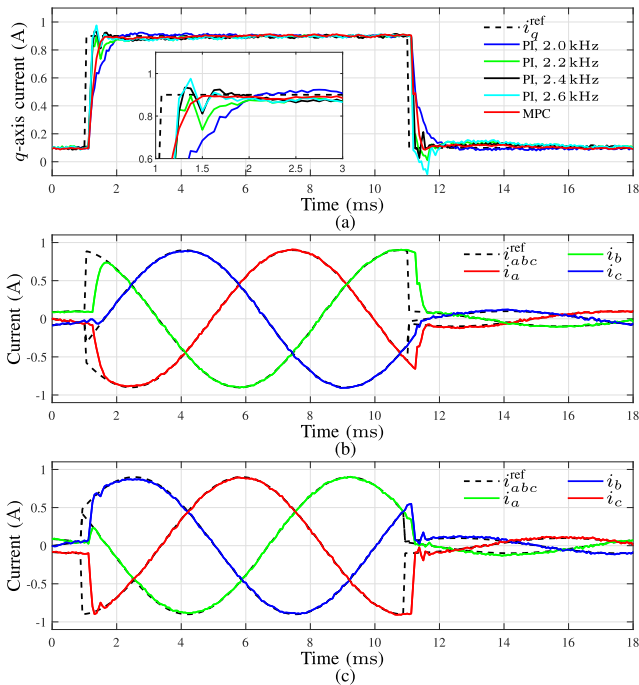 q-axis current (A)
1
0.8
0.6
0.4
0.2
0
i_q^ref
PI, 2.0 kHz
PI, 2.2 kHz
PI, 2.4 kHz
PI, 2.6 kHz
MPC
1
0.8
0.6
1 1.5 2 2.5 3
0 2 4 6 8 10 12 14 16 18
Time (ms)
(a)
Current (A)
1
0.5
0
-0.5
-1
i_abc^ref i_b
i_a i_c
0 2 4 6 8 10 12 14 16 18
Time (ms)
(b)
Current (A)
1
0.5
0
-0.5
-1
i_abc^ref i_b
i_a i_c
0 2 4 6 8 10 12 14 16 18
Time (ms)
(c)